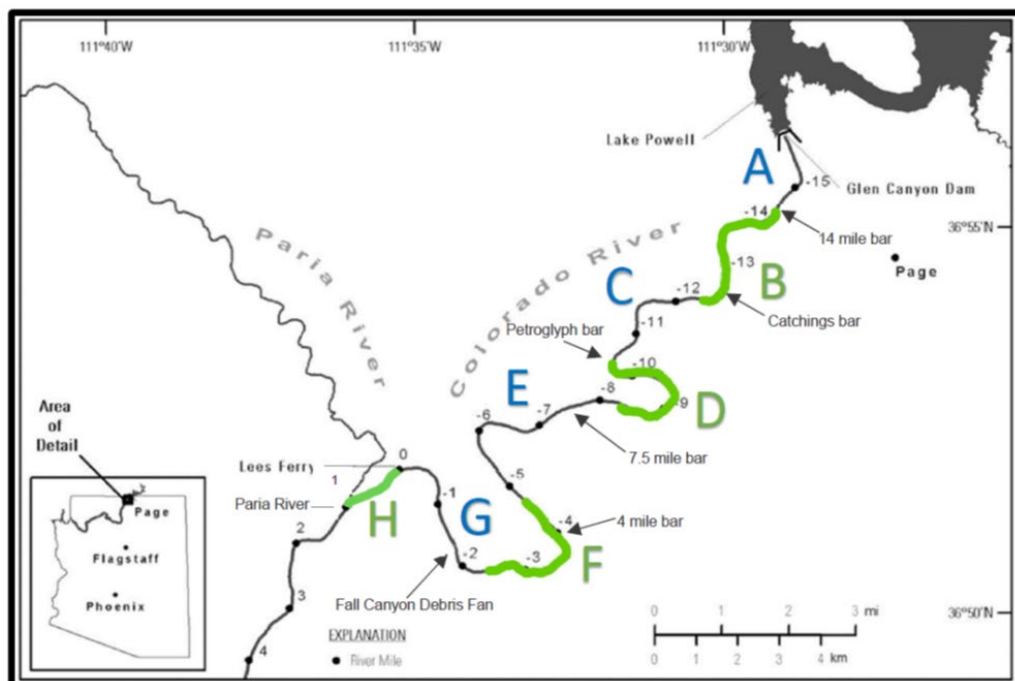 111°40'W
111°35'W
111°30'W
Lake Powell
A
-15
Glen Canyon Dam
-14
14 mile bar
36°55'N
Paria River
Colorado River
-13
B
Page
C
-12
Catchings bar
-11
Petroglyph bar
-10
E
-8
-9
D
Area
of
Detail
-6
-7
7.5 mile bar
0
Lees Ferry
1
-5
Page
Paria River
H
-1
G
-4
4 mile bar
2
Flagstaff
-2
-3
F
Phoenix
3
Fall Canyon Debris Fan
36°50'N
0 1 2 3 mi
EXPLANATION
4
River Mile
0 1 2 3 4 km